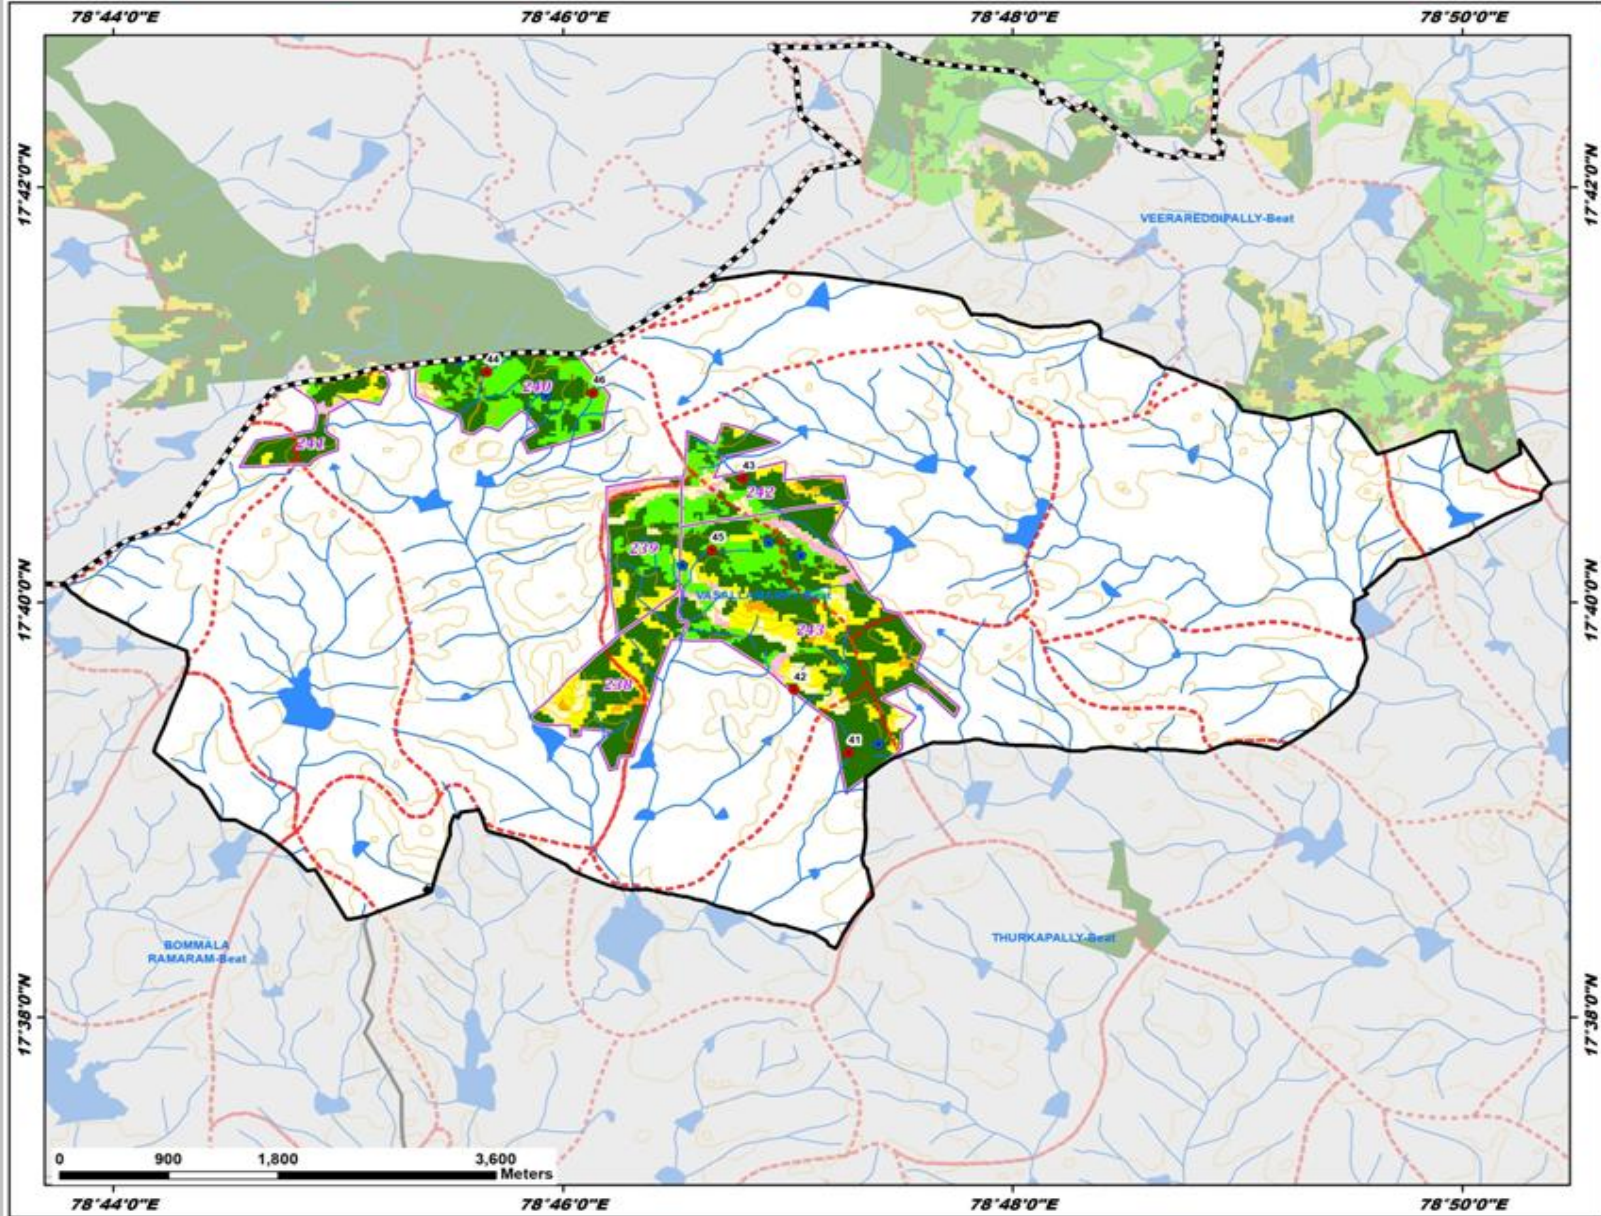 78°44'0"E 78°46'0"E 78°48'0"E 78°50'0"E
17°42'0"N 17°42'0"N
VEERAREDDIPALLY-Beat
44
240 46
241
43
242
239 45
17°40'0"N 17°40'0"N
243
238 42
41
BOMMALA
RAMARAM-Beat
THURKAPALLY-Beat
17°38'0"N 17°38'0"N
0 900 1,800 3,600
Meters
78°44'0"E 78°46'0"E 78°48'0"E 78°50'0"E